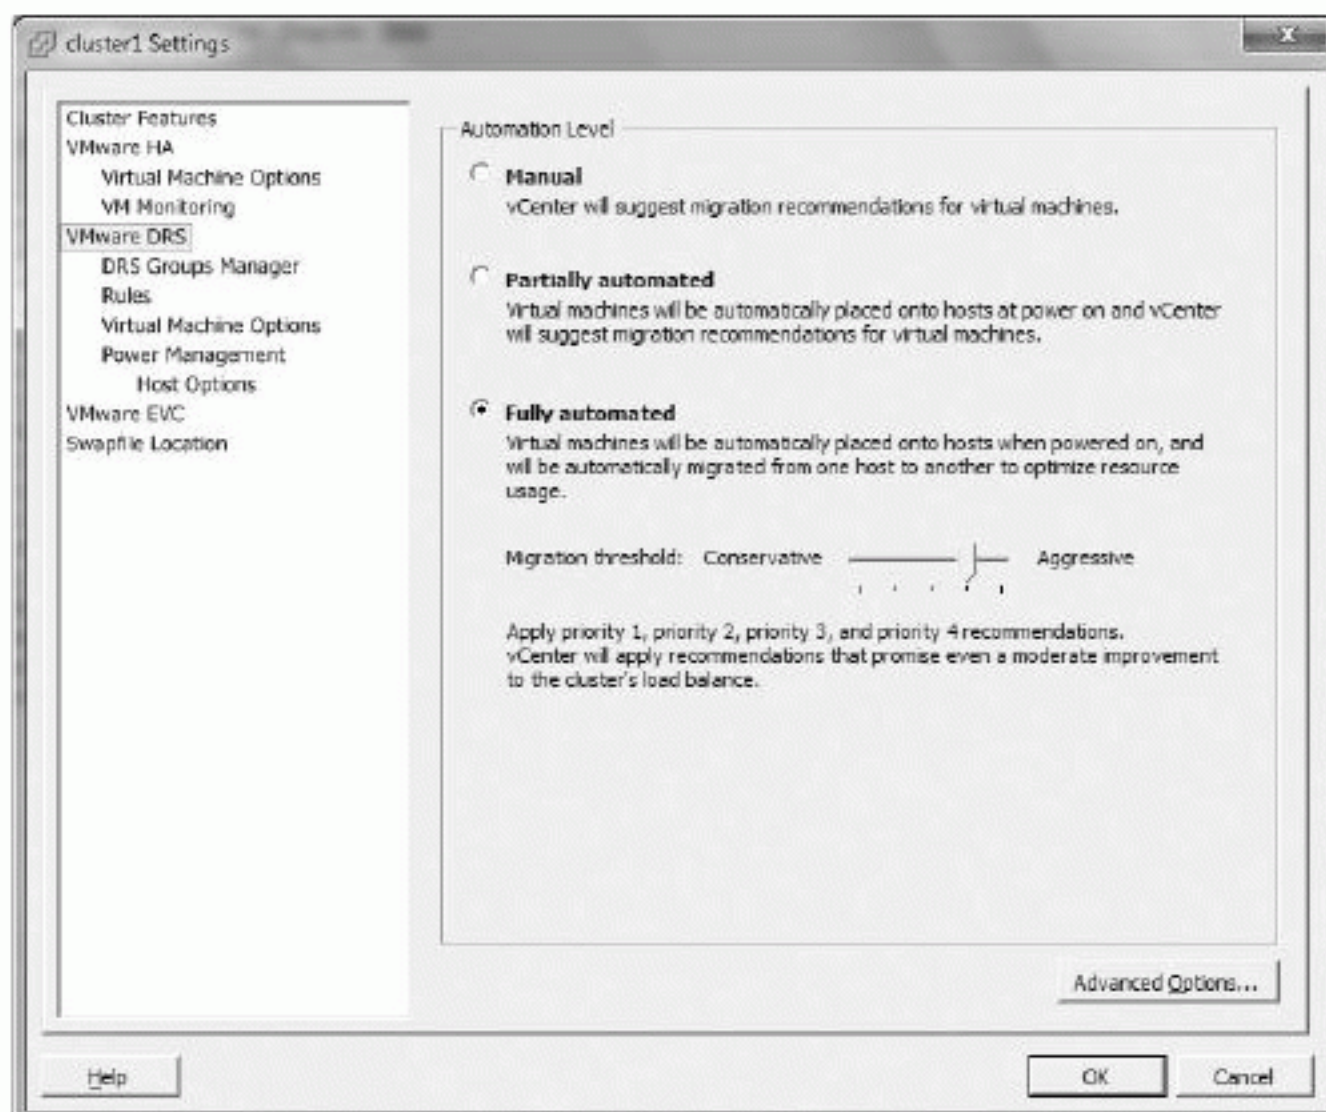 cluster1 Settings
X
Cluster Features
VMware HA
Virtual Machine Options
VM Monitoring
VMware DRS
DRS Groups Manager
Rules
Virtual Machine Options
Power Management
Host Options
VMware EVC
Swapfile Location
Automation Level
Manual
vCenter will suggest migration recommendations for virtual machines.
Partially automated
Virtual machines will be automatically placed onto hosts at power on and vCenter
will suggest migration recommendations for virtual machines.
Fully automated
Virtual machines will be automatically placed onto hosts when powered on, and
will be automatically migrated from one host to another to optimize resource
usage.
Migration threshold: Conservative Aggressive
Apply priority 1, priority 2, priority 3, and priority 4 recommendations.
vCenter will apply recommendations that promise even a moderate improvement
to the cluster's load balance.
Advanced Options...
Help OK Cancel